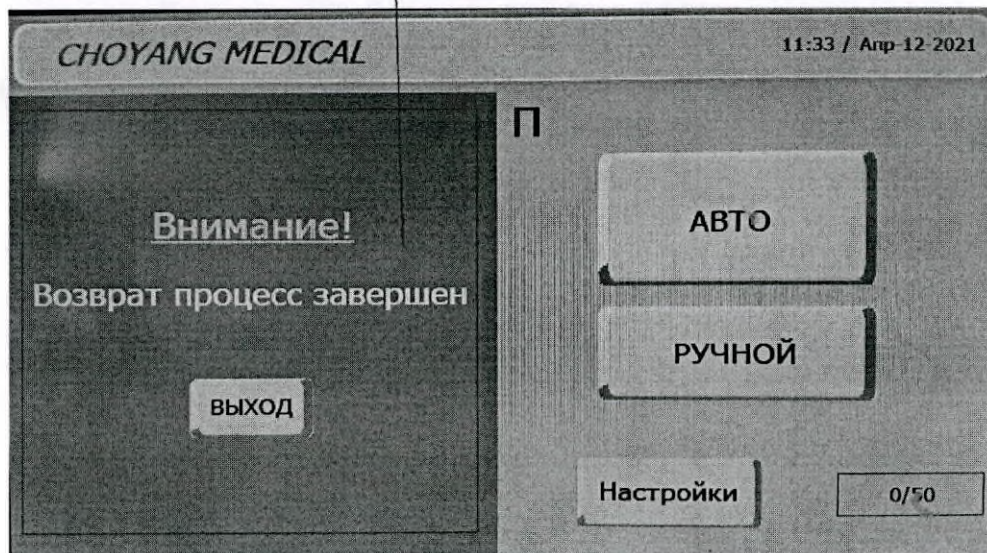 CHOYANG MEDICAL
11:33 / Апр-12-2021
Внимание!
Возврат процесс завершен
ВЫХОД
П
АВТО
РУЧНОЙ
Настройки
0/50